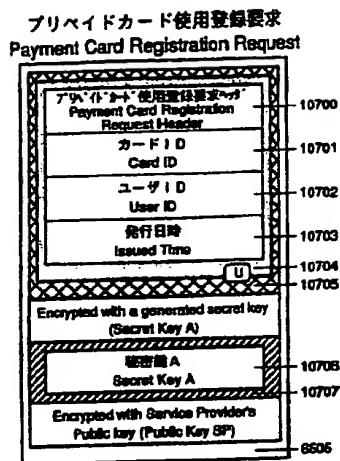 プリペイドカード使用登録要求
Payment Card Registration Request
プリペイドカード使用登録要求ヘッダ
Payment Card Registration
Request Header
10700
カードID
Card ID
10701
ユーザID
User ID
10702
発行日時
Issued Time
10703
U
10704
10705
Encrypted with a generated secret key
(Secret Key A)
秘密鍵A
Secret Key A
10706
10707
Encrypted with Service Provider's
Public key (Public Key SP)
6605